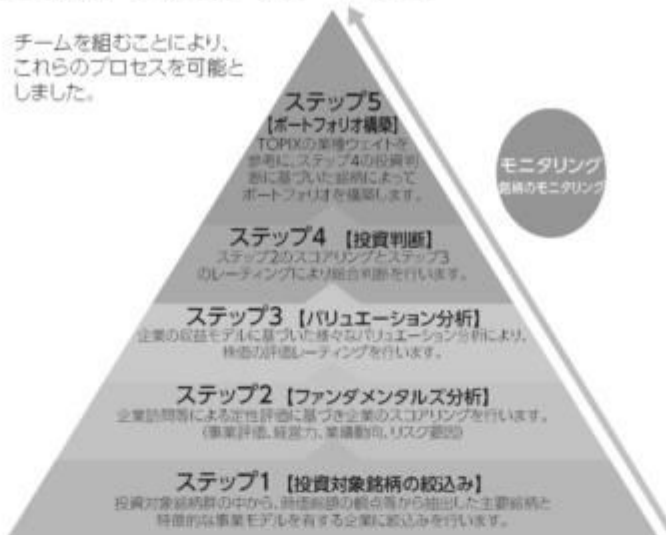 チームを組むことにより、
これらのプロセスを可能と
しました。
ステップ5
【ポートフォリオ構築】
TOPIXの業種ウェイトを
参考に、ステップ4の投資判
断に基づいた銘柄によって
ポートフォリオを構築します。
モニタリング
銘柄のモニタリング
ステップ4 【投資判断】
ステップ2のスコアリングとステップ3
のレーティングにより総合判断を行います。
ステップ3 【バリュエーション分析】
企業の収益モデルに基づいた様々なバリュエーション分析により、
株価の評価レーティングを行います。
ステップ2 【ファンダメンタルズ分析】
企業訪問等による定性評価に基づき企業のスコアリングを行います。
(事業評価、経営力、業績動向、リスク要因)
ステップ1 【投資対象銘柄の絞込み】
投資対象銘柄群の中から、時価総額の観点等から抽出した主要銘柄と
特徴的な事業モデルを有する企業に絞込みを行います。